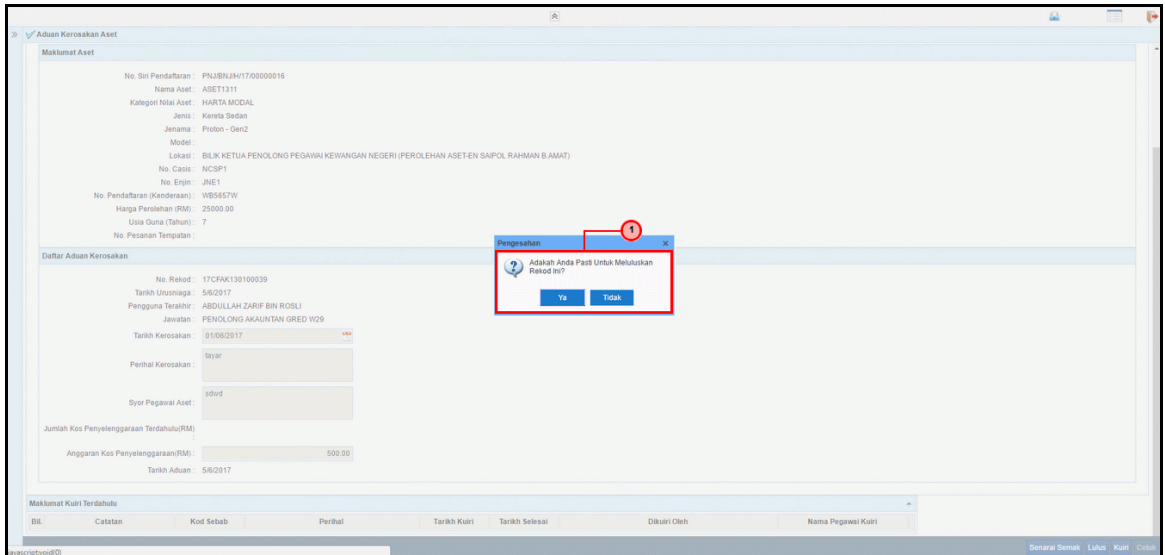 Aduan Kerosakan Aset
Maklumat Aset
No. Siri Pendaftaran : PNJ/BNJ/H/17/00000016
Nama Aset : ASET1311
Kategori Nilai Aset : HARTA MODAL
Jenis : Kereta Sedan
Jenama : Proton - Gen2
Model :
Lokasi : BILIK KETUA PENOLONG PEGAWAI KEWANGAN NEGERI (PEROLEHAN ASET-EN SAIPOL RAHMAN B.AMAT)
No. Casis : NCSP1
No. Enjin : JNE1
No. Pendaftaran (Kenderaan) : WB5657W
Harga Perolehan (RM) : 25000.00
Usia Guna (Tahun) : 7
No. Pesanan Tempatan :
1
Pengesahan x
Adakah Anda Pasti Untuk Meluluskan
Rekod Ini?
Ya Tidak
Daftar Aduan Kerosakan
No. Rekod : 17CFAK130100039
Tarikh Urusniaga : 5/6/2017
Pengguna Terakhir : ABDULLAH ZARIF BIN ROSLI
Jawatan : PENOLONG AKAUNTAN GRED W29
Tarikh Kerosakan : 01/06/2017
Perihal Kerosakan : tayar
Syor Pegawai Aset : sdwd
Jumlah Kos Penyelenggaraan Terdahulu(RM)
:
Anggaran Kos Penyelenggaraan(RM) : 500.00
Tarikh Aduan : 5/6/2017
Maklumat Kuiri Terdahulu
Bil. Catatan Kod Sebab Perihal Tarikh Kuiri Tarikh Selesai Dikuiri Oleh Nama Pegawai Kuiri
javascript:void(0)
Senarai Semak Lulus Kuiri Cetak